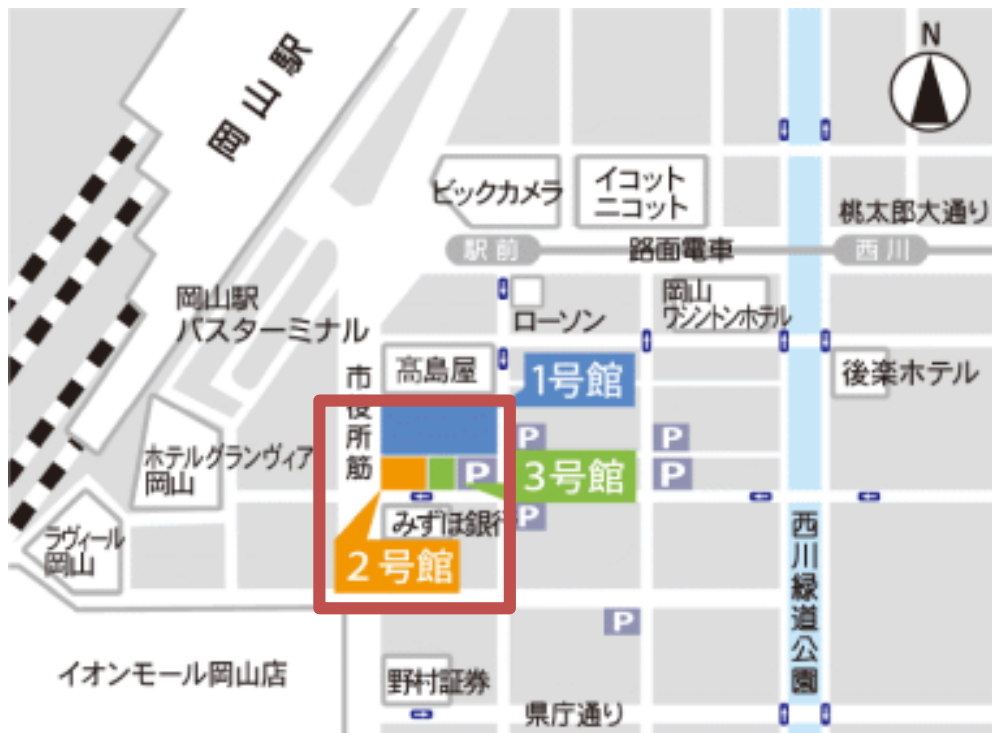 N
岡山駅
ビックカメラ
イコット
ニコット
桃太郎大通り
駅前
路面電車
西川
岡山駅
バスターミナル
ローソン
岡山
ワシントンホテル
市役所筋
髙島屋
1号館
後楽ホテル
P
P
ホテルグランヴィア
岡山
P
3号館
P
みずほ銀行
P
ラヴィール
岡山
2号館
西川緑道公園
P
イオンモール岡山店
野村証券
県庁通り